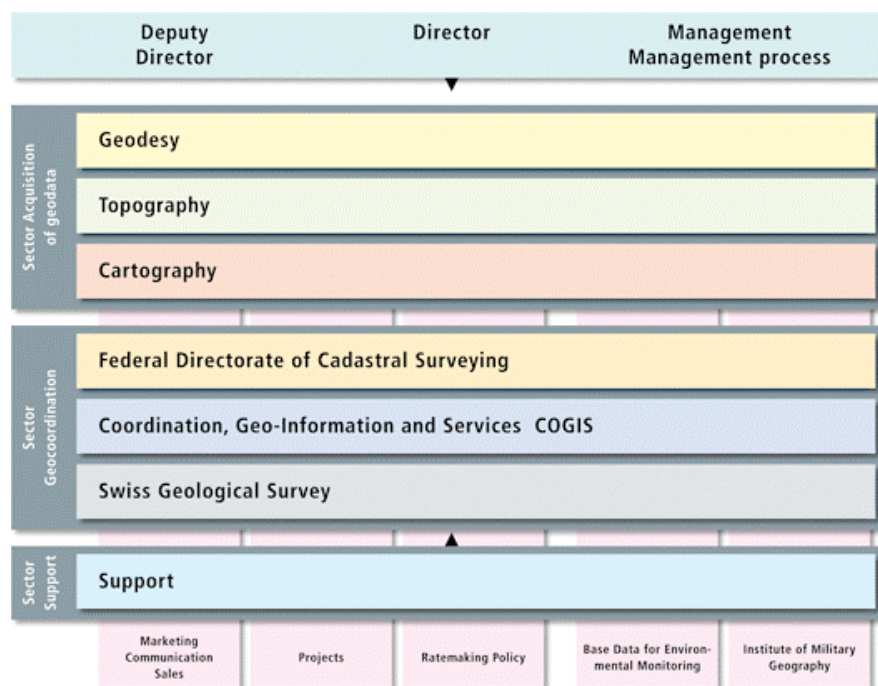 Deputy
Director
Director
Management
Management process
Sector Acquisition
of geodata
Geodesy
Topography
Cartography
Sector
Geocoordination
Federal Directorate of Cadastral Surveying
Coordination, Geo-Information and Services COGIS
Swiss Geological Survey
Sector
Support
Support
Marketing
Communication
Sales
Projects
Ratemaking Policy
Base Data for Environ-
mental Monitoring
Institute of Military
Geography